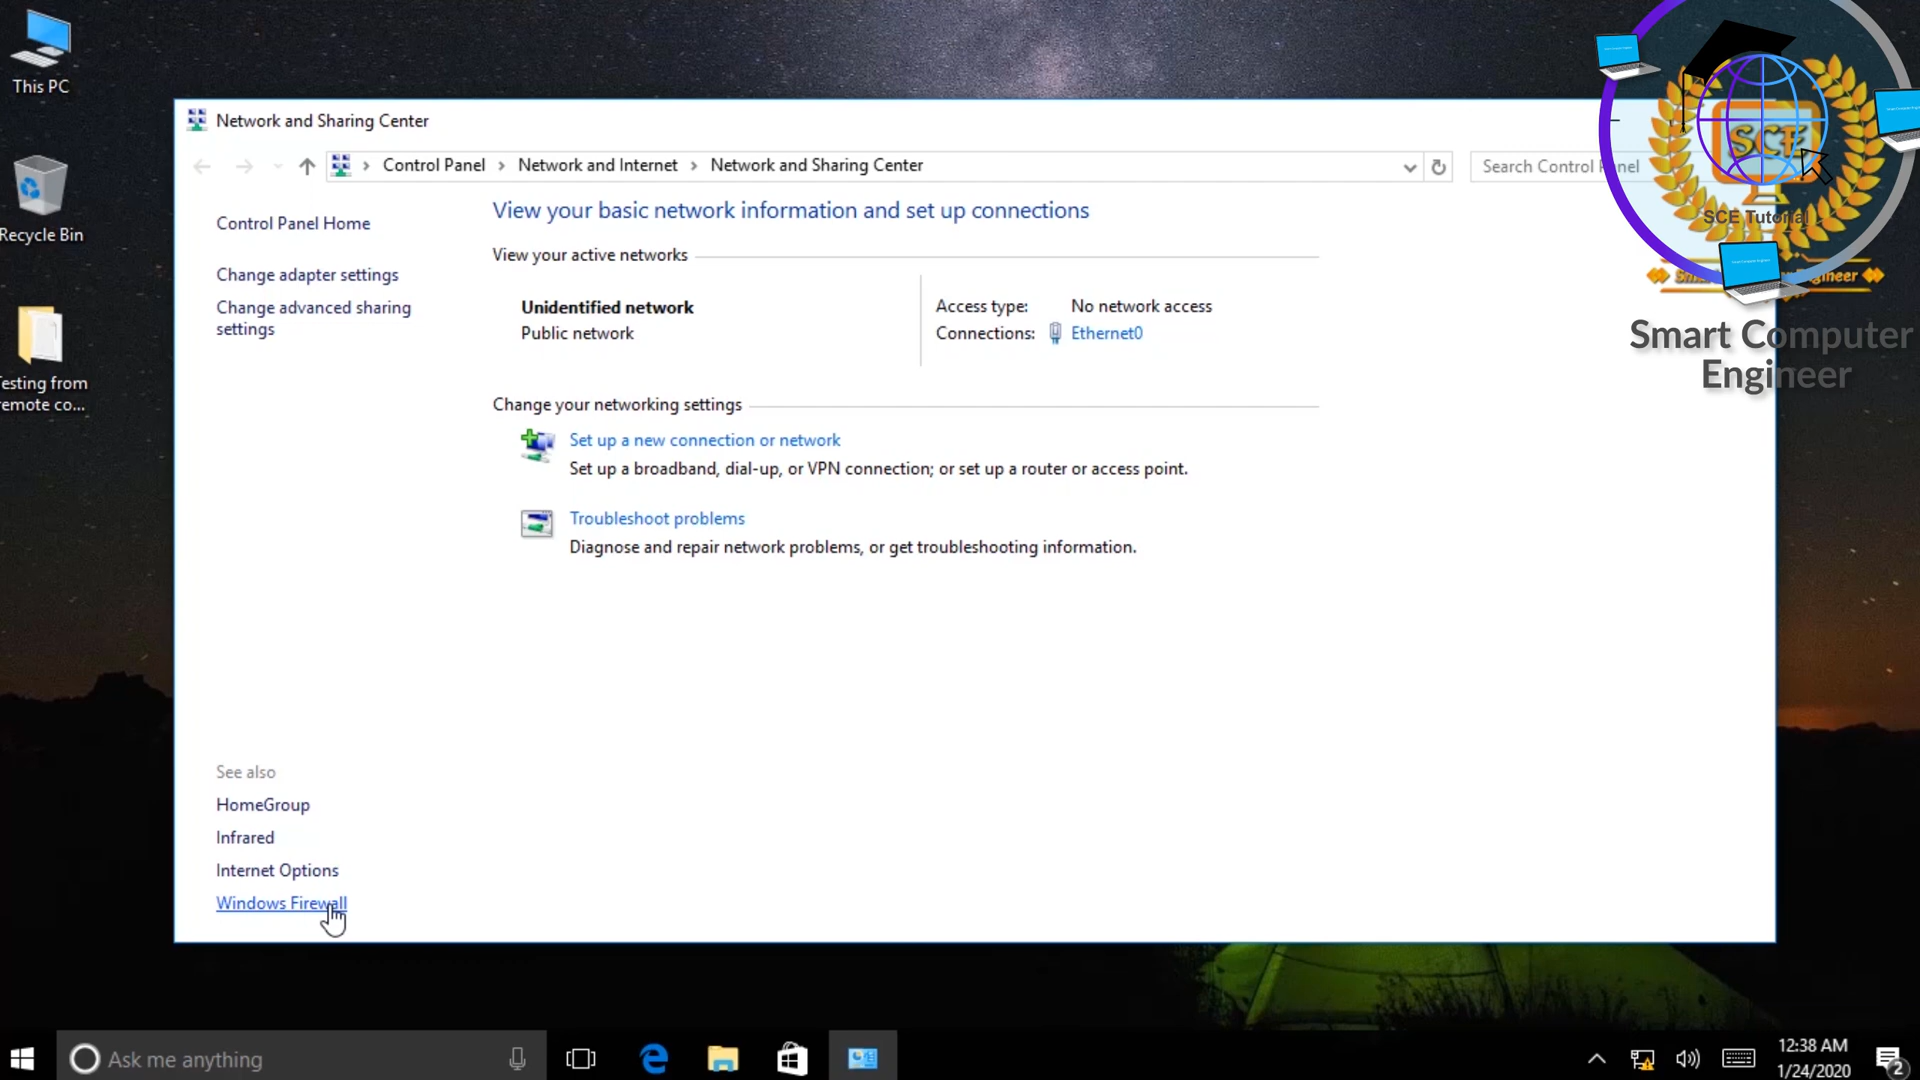 This PC
Recycle Bin
esting from
emote co...
Network and Sharing Center
Control Panel > Network and Internet > Network and Sharing Center
Search Control
Control Panel Home
Change adapter settings
Change advanced sharing
settings
View your basic network information and set up connections
View your active networks
Unidentified network
Public network
Access type: No network access
Connections: Ethernet0
Change your networking settings
Set up a new connection or network
Set up a broadband, dial-up, or VPN connection; or set up a router or access point.
Troubleshoot problems
Diagnose and repair network problems, or get troubleshooting information.
See also
HomeGroup
Infrared
Internet Options
Windows Firewall
SCE
SCE Tutorial
Smart Computer
Engineer
Ask me anything
12:38 AM
1/24/2020
2